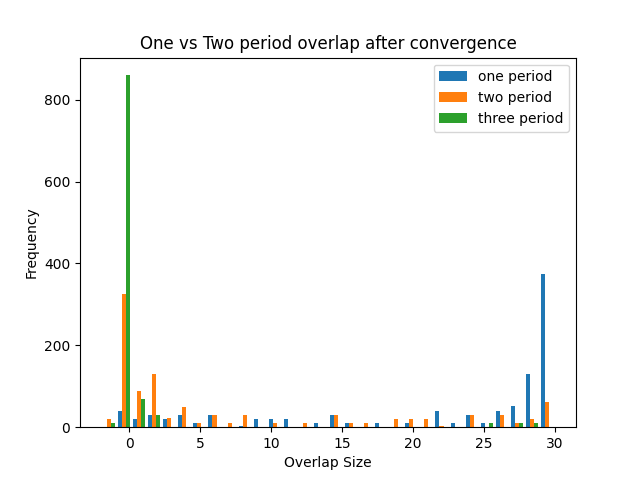 One vs Two period overlap after convergence
one period
two period
three period
800
600
400
200
0
Frequency
0 5 10 15 20 25 30
Overlap Size